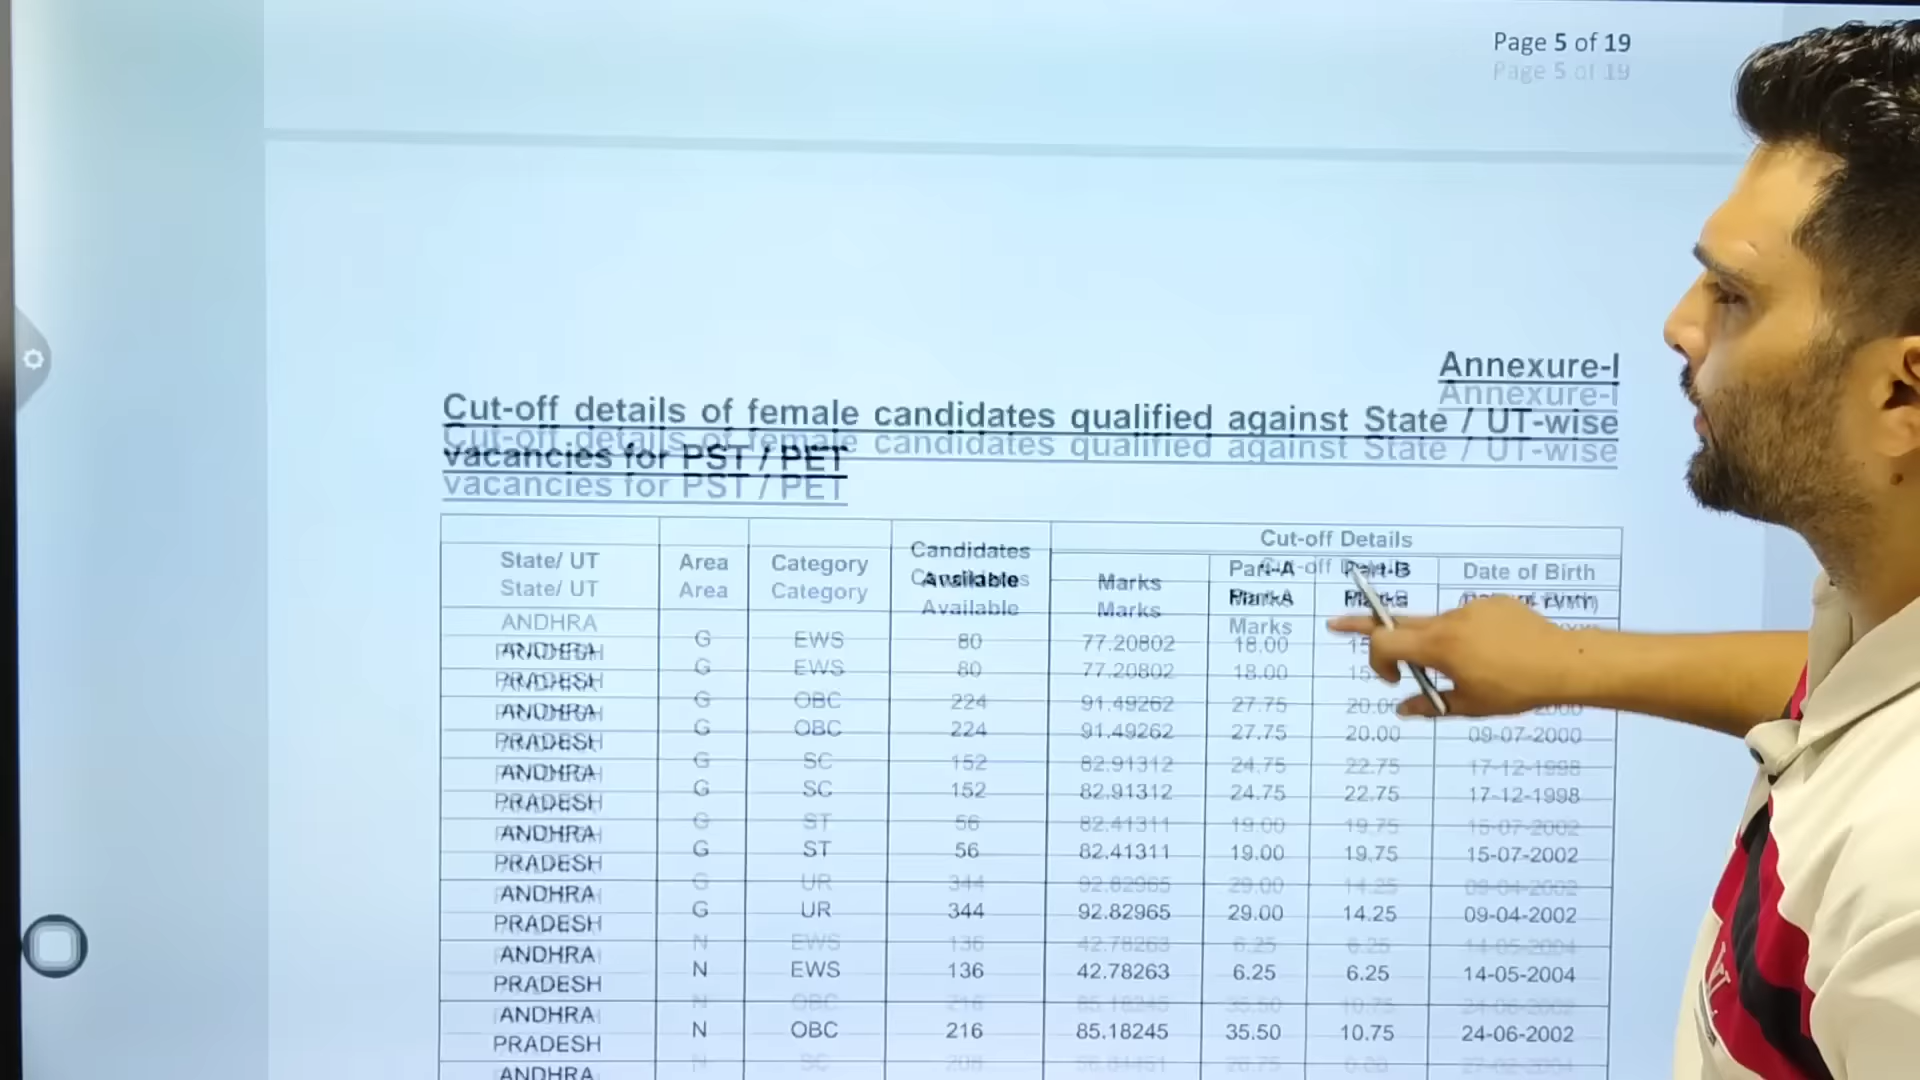 Page 5 of 19
Annexure-I
Cut-off details of female candidates qualified against State / UT-wise
vacancies for PST / PET
Cut-off Details
State/ UT Area Category Candidates Available Marks Part-A Marks Part-B Marks Date of Birth
ANDHRA PRADESH G EWS 80 77.20802 18.00
ANDHRA PRADESH G OBC 224 91.49262 27.75 20.00 09-07-2000
ANDHRA PRADESH G SC 152 82.91312 24.75 22.75 17-12-1998
ANDHRA PRADESH G ST 56 82.41311 19.00 19.75 15-07-2002
ANDHRA PRADESH G UR 344 92.82965 29.00 14.25 09-04-2002
ANDHRA PRADESH N EWS 136 42.78263 6.25 6.25 14-05-2004
ANDHRA PRADESH N OBC 216 85.18245 35.50 10.75 24-06-2002
ANDHRA N SC 208